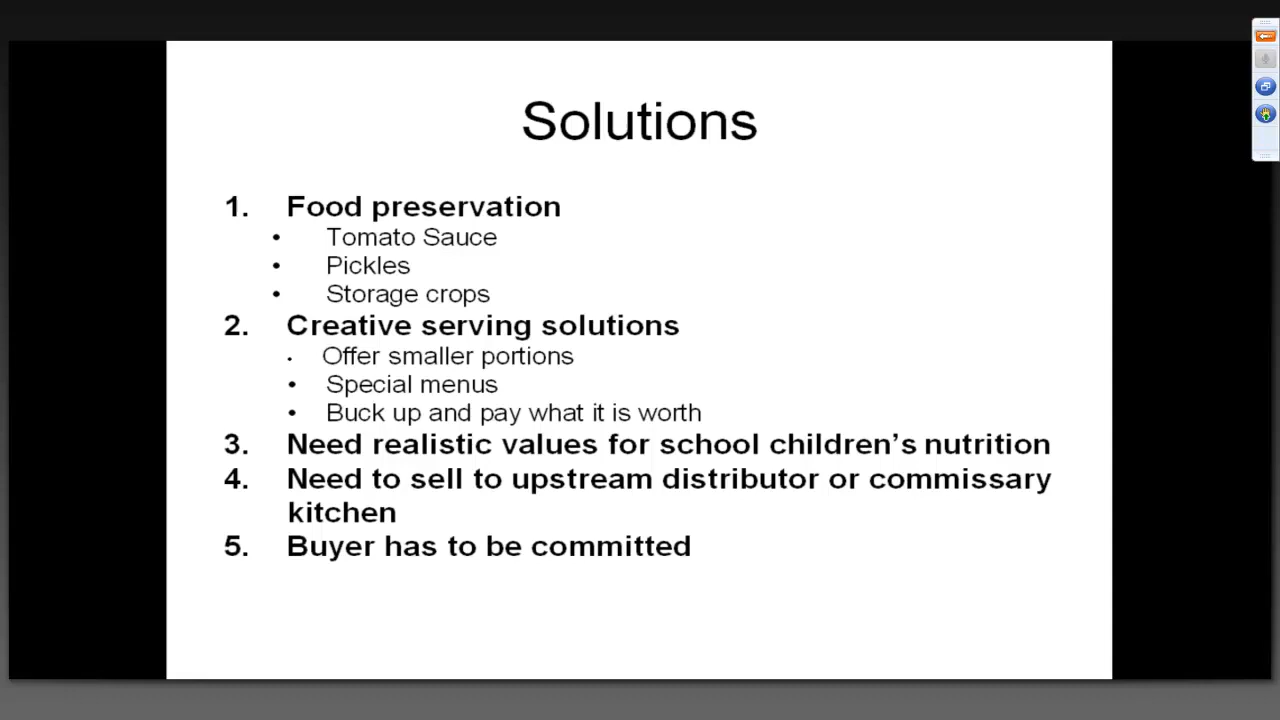 Solutions
1. Food preservation
• Tomato Sauce
• Pickles
• Storage crops
2. Creative serving solutions
• Offer smaller portions
• Special menus
• Buck up and pay what it is worth
3. Need realistic values for school children’s nutrition
4. Need to sell to upstream distributor or commissary
kitchen
5. Buyer has to be committed